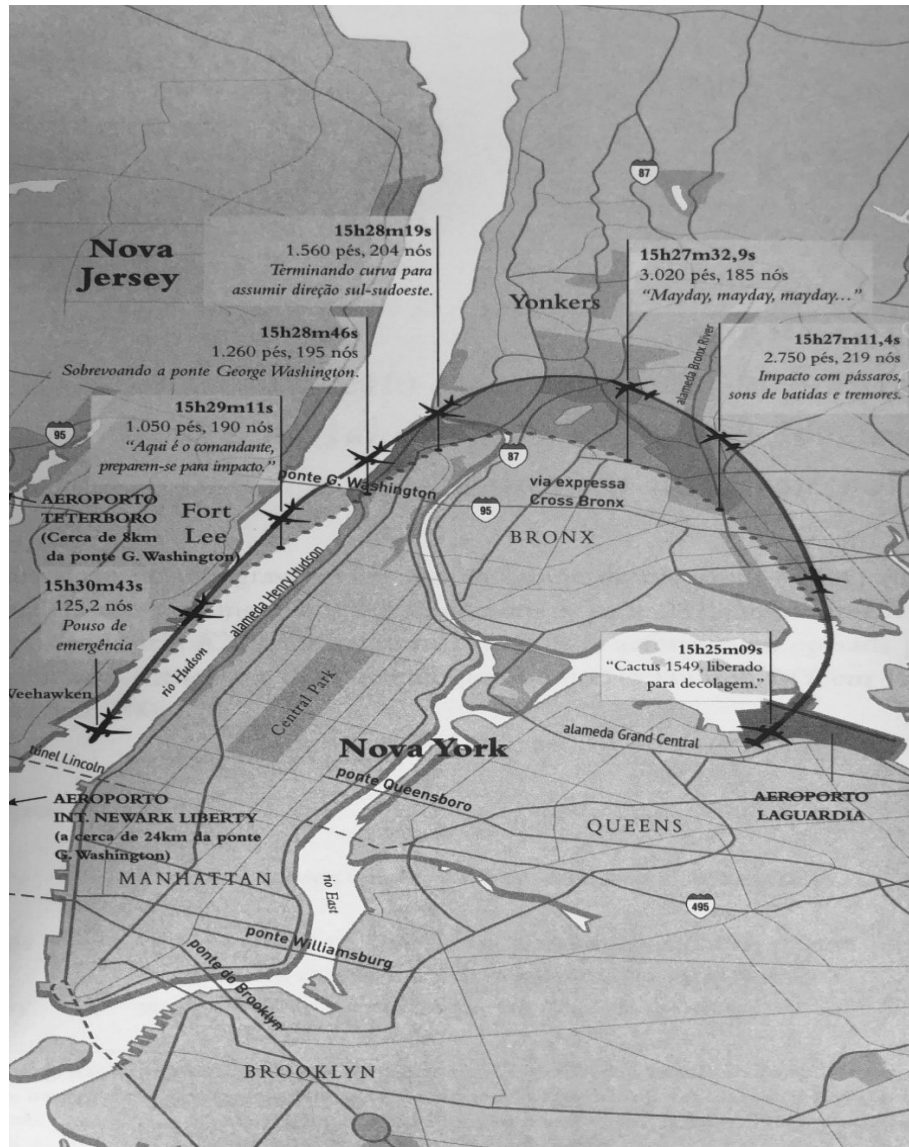 87
15h28m19s
1.560 pés, 204 nós
Terminando curva para
assumir direção sul-sudoeste.
Nova
Jersey
15h27m32,9s
3.020 pés, 185 nós
“Mayday, mayday, mayday...”
Yonkers
15h28m46s
1.260 pés, 195 nós
Sobrevoando a ponte George Washington.
alameda Bronx River
15h27m11,4s
2.750 pés, 219 nós
Impacto com pássaros,
sons de batidas e tremores.
15h29m11s
1.050 pés, 190 nós
“Aqui é o comandante,
preparem-se para impacto.”
95
87
ponte G. Washington
via expressa
Cross Bronx
95
AEROPORTO
TETERBORO
(Cerca de 8km
da ponte G. Washington)
Fort
Lee
BRONX
15h30m43s
125,2 nós
Pouso de
emergência
alameda Henry Hudson
rio Hudson
15h25m09s
“Cactus 1549, liberado
para decolagem.”
Weehawken
Central Park
túnel Lincoln
Nova York
alameda Grand Central
ponte Queensboro
AEROPORTO
LAGUARDIA
AEROPORTO
INT. NEWARK LIBERTY
(a cerca de 24km da ponte
G. Washington)
QUEENS
MANHATTAN
rio East
495
ponte Williamsburg
ponte do Brooklyn
BROOKLYN